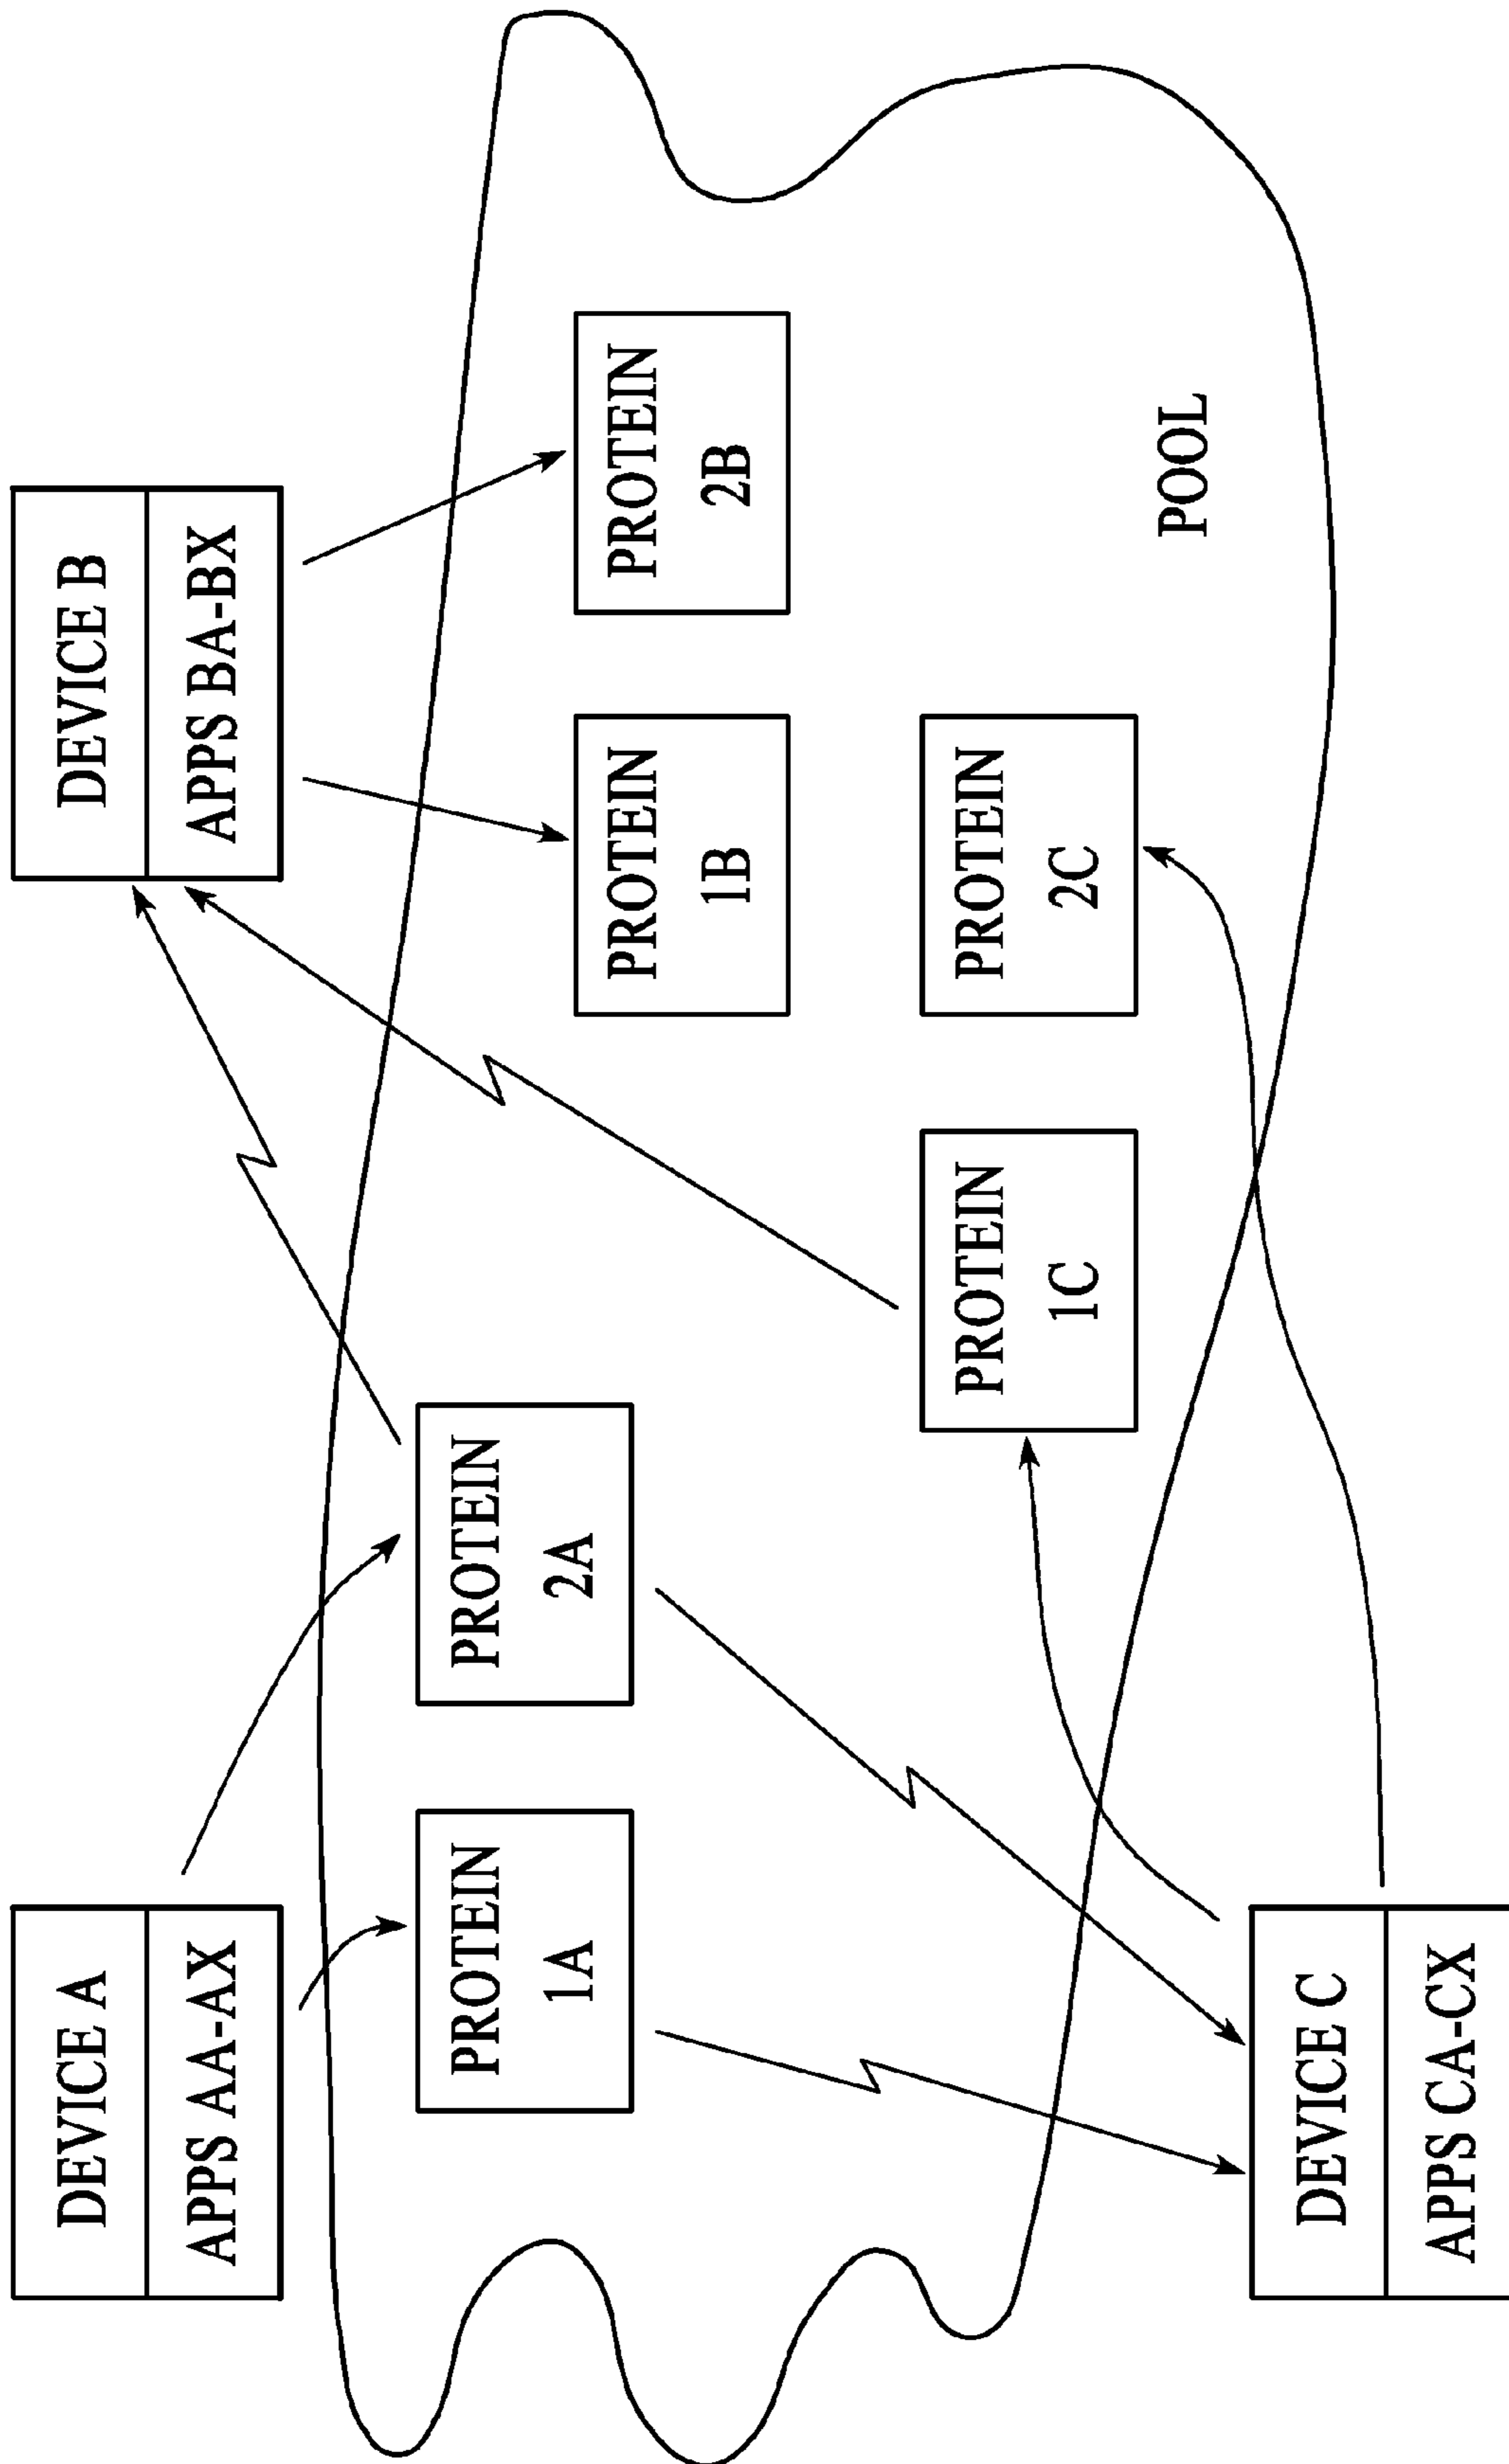 DEVICE A
APPS AA-AX
DEVICE B
APPS BA-BX
PROTEIN
1A
PROTEIN
2A
PROTEIN
1B
PROTEIN
2B
PROTEIN
1C
PROTEIN
2C
POOL
DEVICE C
APPS CA-CX